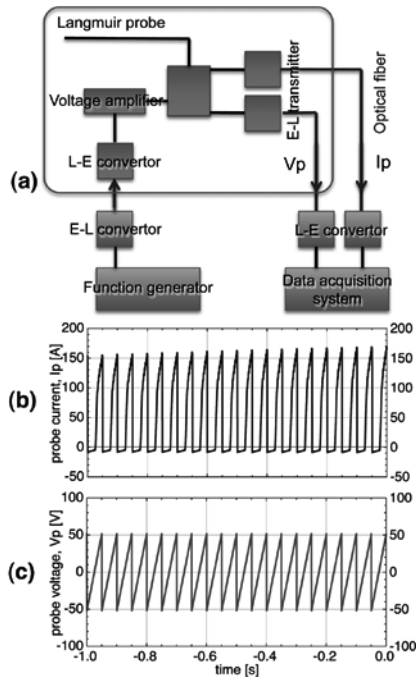 Langmuir probe
Voltage amplifier
E-L transmitter
Optical fiber
L-E convertor
Vp
Ip
(a)
E-L convertor
L-E convertor
Function generator
Data acquisition
system
(b)
probe current, Ip [A]
200
150
100
50
0
-50
200
150
100
50
0
-50
(c)
probe voltage, Vp [V]
100
50
0
-50
-100
100
50
0
-50
-100
-1.0 -0.8 -0.6 -0.4 -0.2 0.0
time [s]